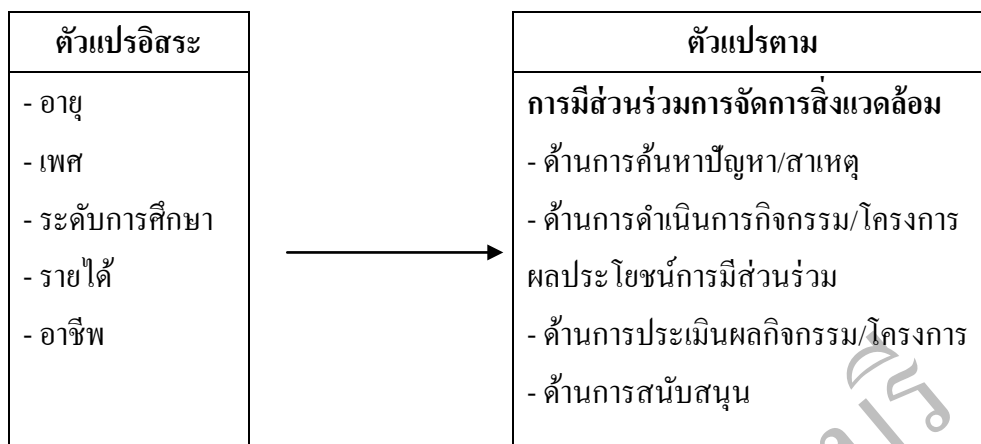 ตัวแปรอิสระ
- อายุ
- เพศ
- ระดับการศึกษา
- รายได้
- อาชีพ
ตัวแปรตาม
การมีส่วนร่วมการจัดการสิ่งแวดล้อม
- ด้านการค้นหาปัญหา/สาเหตุ
- ด้านการดำเนินการกิจกรรม/โครงการ
ผลประโยชน์การมีส่วนร่วม
- ด้านการประเมินผลกิจกรรม/โครงการ
- ด้านการสนับสนุน